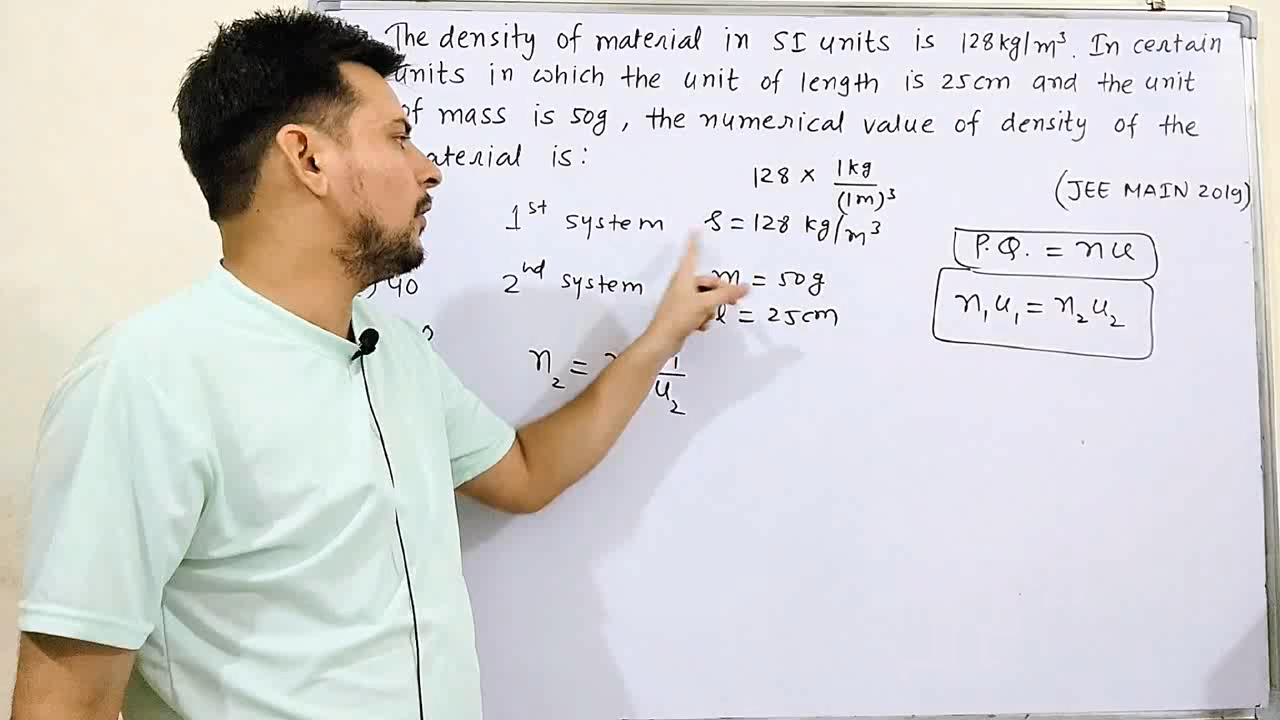 The density of material in SI units is 128kg/m³. In certain
units in which the unit of length is 25cm and the unit
of mass is 50g, the numerical value of density of the
is:
128 × 1kg/(1m)³
(JEE MAIN 2019)
1st system ρ = 128 kg/m³
P.Q. = nu
2nd system m = 50g
40
l = 25cm
n₁u₁ = n₂u₂
n₂ =
u₂